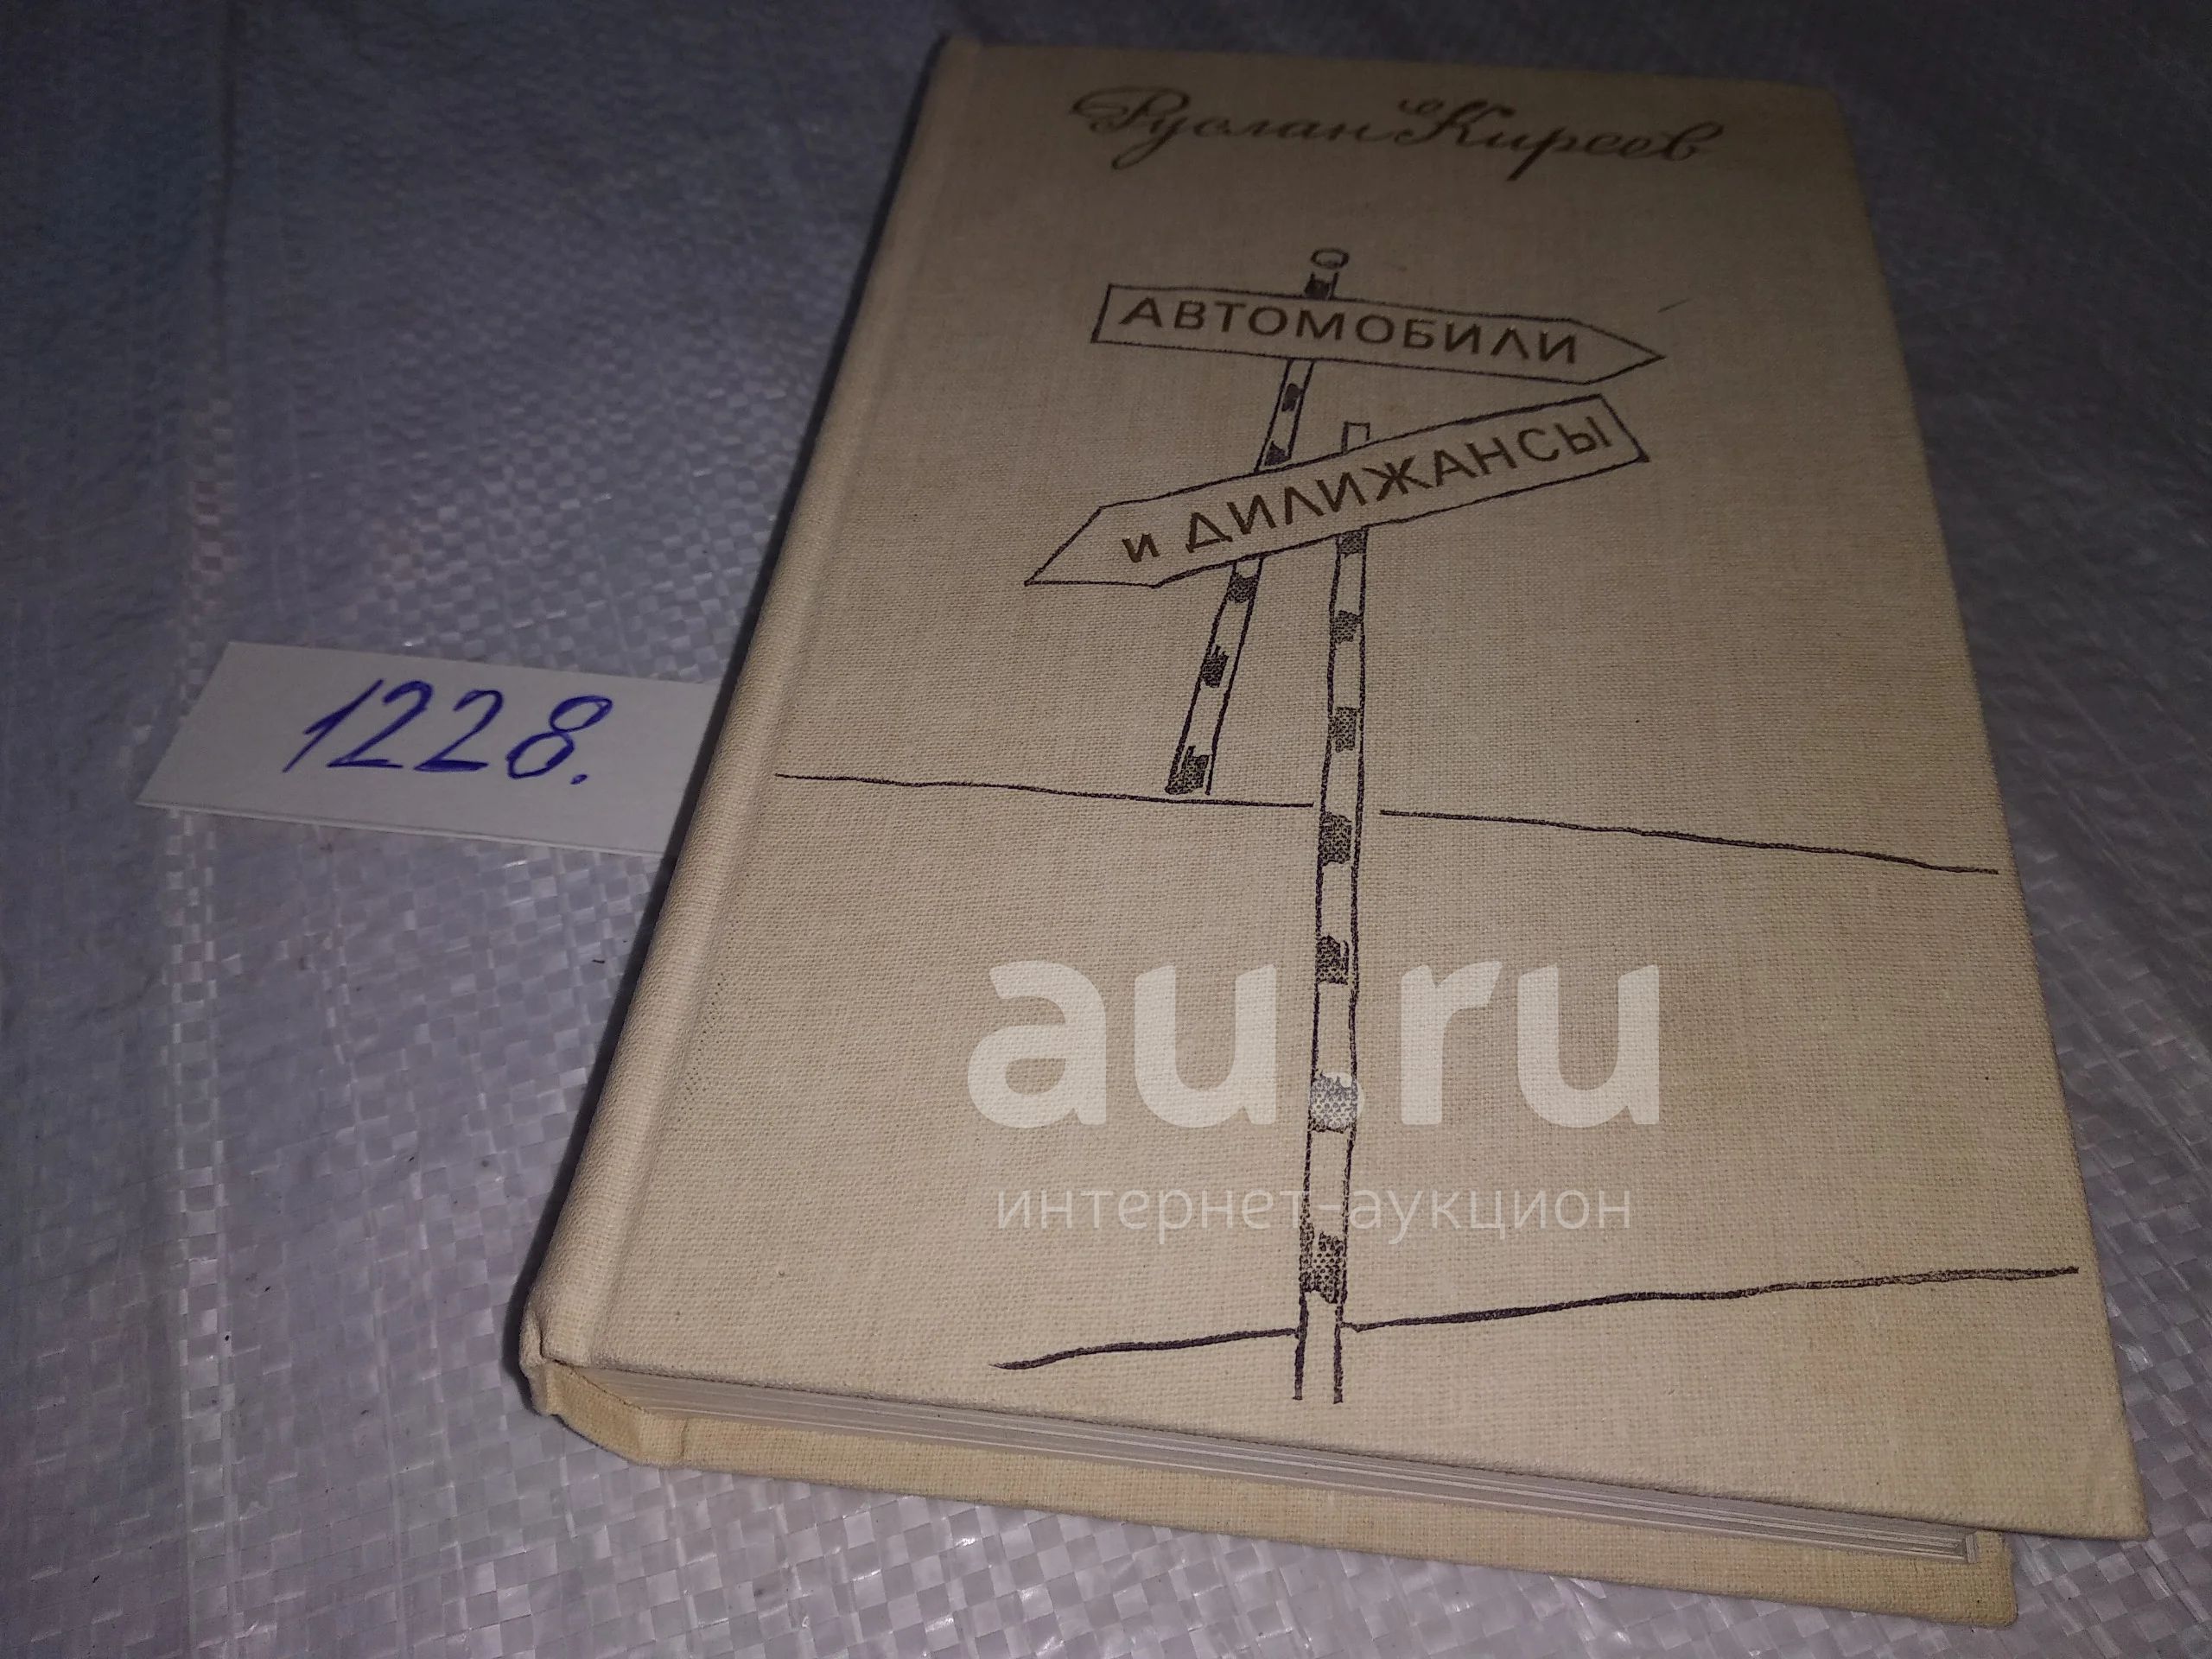 Руслан Киреев
АВТОМОБИЛИ
и ДИЛИЖАНСЫ
1228.
au.ru
интернет-аукцион